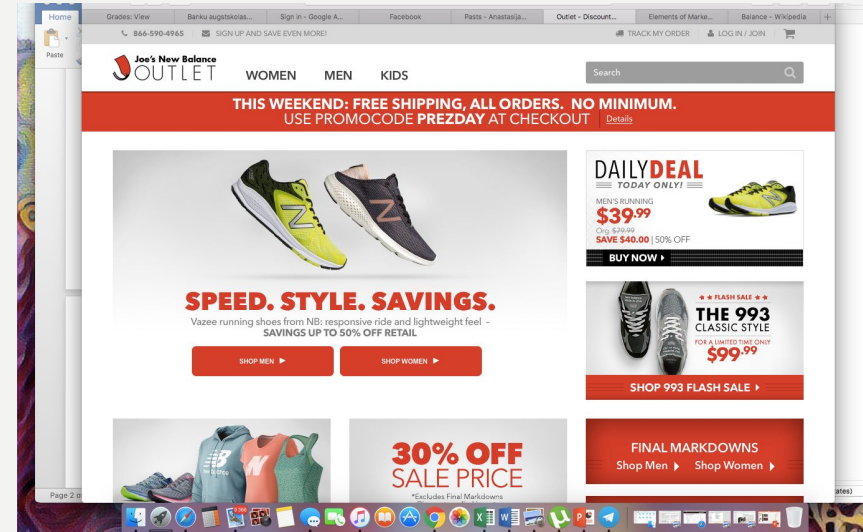 Home
Grades: View
Banku augstskolas...
Sign in - Google A...
Facebook
Pasts - Anastasija...
Outlet - Discount...
Elements of Marke...
Balance - Wikipedia
Paste
866-590-4965
SIGN UP AND SAVE EVEN MORE!
TRACK MY ORDER
LOG IN / JOIN
Joe's New Balance
OUTLET
WOMEN
MEN
KIDS
Search
THIS WEEKEND: FREE SHIPPING, ALL ORDERS. NO MINIMUM.
USE PROMOCODE PREZDAY AT CHECKOUT Details
SPEED. STYLE. SAVINGS.
Vazee running shoes from NB: responsive ride and lightweight feel –
SAVINGS UP TO 50% OFF RETAIL
SHOP MEN
SHOP WOMEN
DAILYDEAL
TODAY ONLY!
MEN'S RUNNING
$39.99
Org. $79.99
SAVE $40.00 | 50% OFF
BUY NOW
FLASH SALE
THE 993
CLASSIC STYLE
FOR A LIMITED TIME ONLY
$99.99
SHOP 993 FLASH SALE
new balance
30% OFF
SALE PRICE
*Excludes Final Markdowns
FINAL MARKDOWNS
Shop Men
Shop Women
Page 2 o
ates)